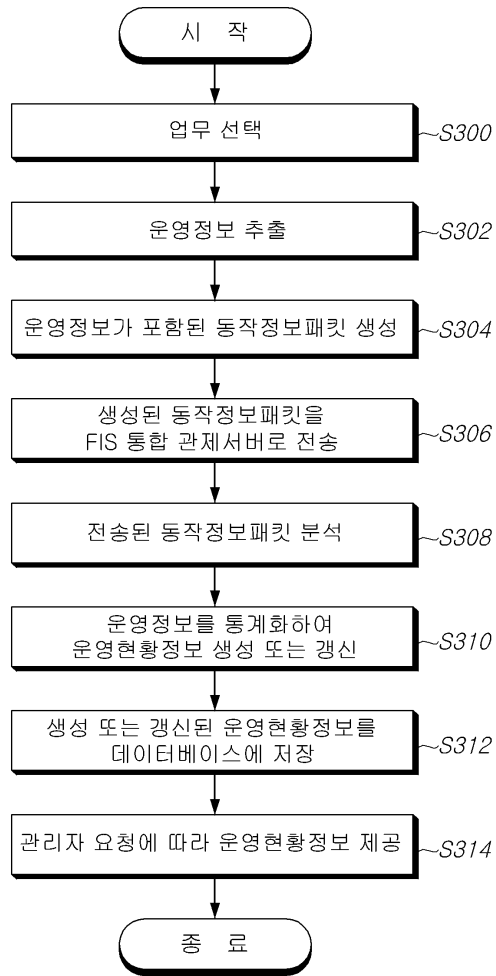 시 작
업무 선택
~S300
운영정보 추출
~S302
운영정보가 포함된 동작정보패킷 생성
~S304
생성된 동작정보패킷을
FIS 통합 관제서버로 전송
~S306
전송된 동작정보패킷 분석
~S308
운영정보를 통계화하여
운영현황정보 생성 또는 갱신
~S310
생성 또는 갱신된 운영현황정보를
데이터베이스에 저장
~S312
관리자 요청에 따라 운영현황정보 제공
~S314
종 료